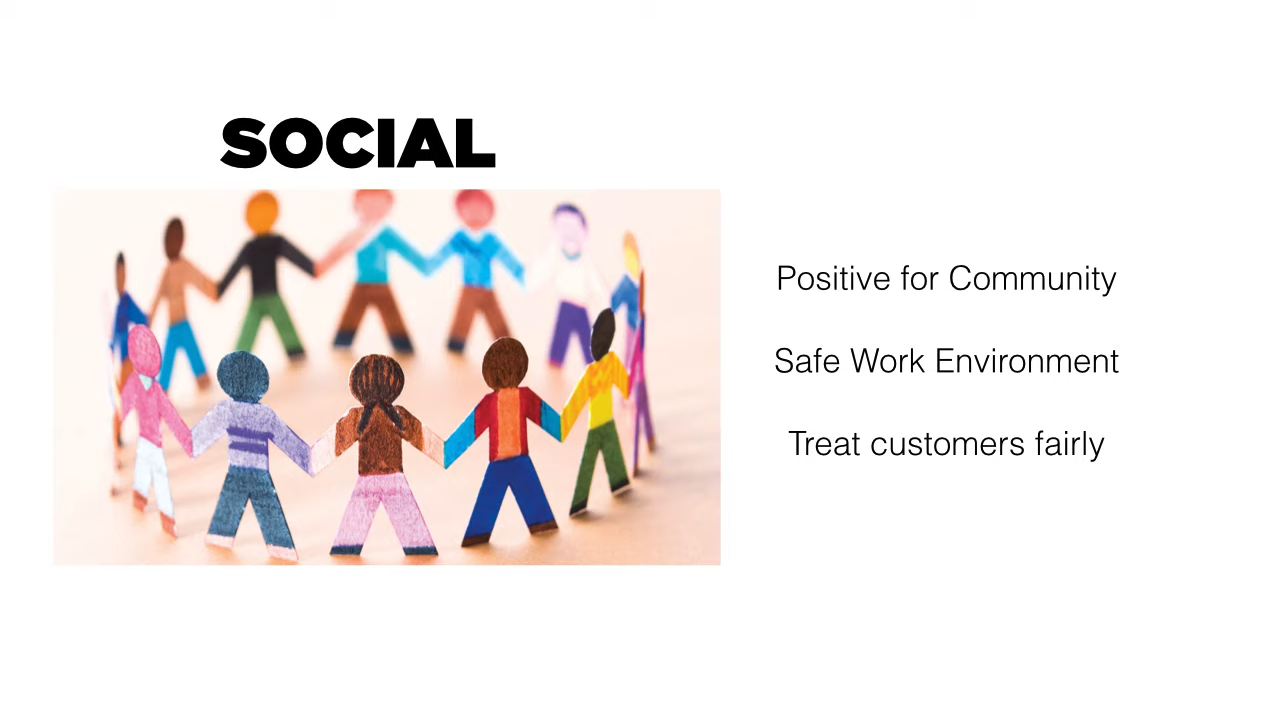 SOCIAL
Positive for Community
Safe Work Environment
Treat customers fairly